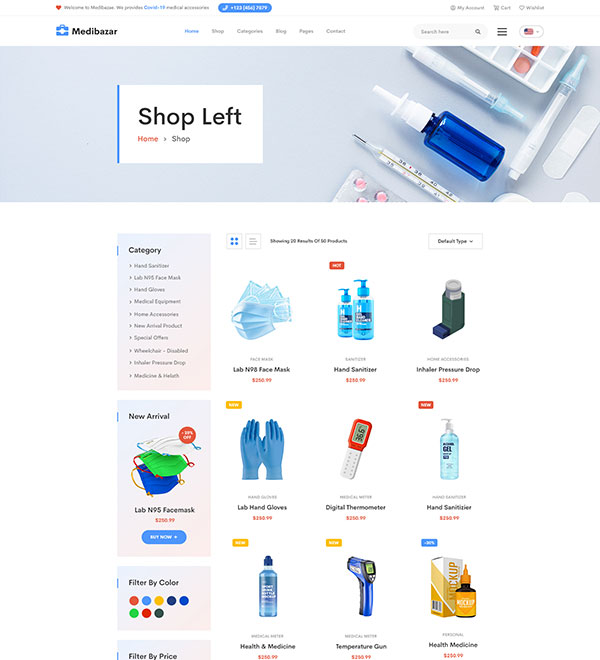 Welcome to Medibazae. We provides Covid-19 medical accessories
+133 (456) 7879
My Account Cart Wishlist
Medibazar
Home Shop Categories Blog Pages Contact
Search here
Shop Left
Home > Shop
Category
> Hand Sanitizer
> Lab N95 Face Mask
> Hand Gloves
> Medical Equipment
> Home Accessories
> New Arrival Product
> Special Offers
> Wheelchair - Disabled
> Inhaler Pressure Drop
> Medicine & Helath
New Arrival
OFF
Lab N95 Facemask
$250.99
BUY NOW →
Filter By Color
Filter By Price
Showing 20 Results Of 50 Products
Default Type
HOT
FACE MASK
Lab N98 Face Mask
$250.99
SANITIZER
Hand Sanitizer
$250.99
HOME ACCESSORIES
Inhaler Pressure Drop
$250.99
NEW
HAND GLOVES
Lab Hand Gloves
$250.99
MEDICAL METER
Digital Thermometer
$250.99
NEW
GEL
HAND SANITIZER
Hand Sanitizier
$250.99
NEW
MEDICAL METER
Health & Medicine
$250.99
NEW
MEDICAL METER
Temperature Gun
$250.99
MOCKUP
MOCKUP
PERSONAL
Health Medicine
$250.99